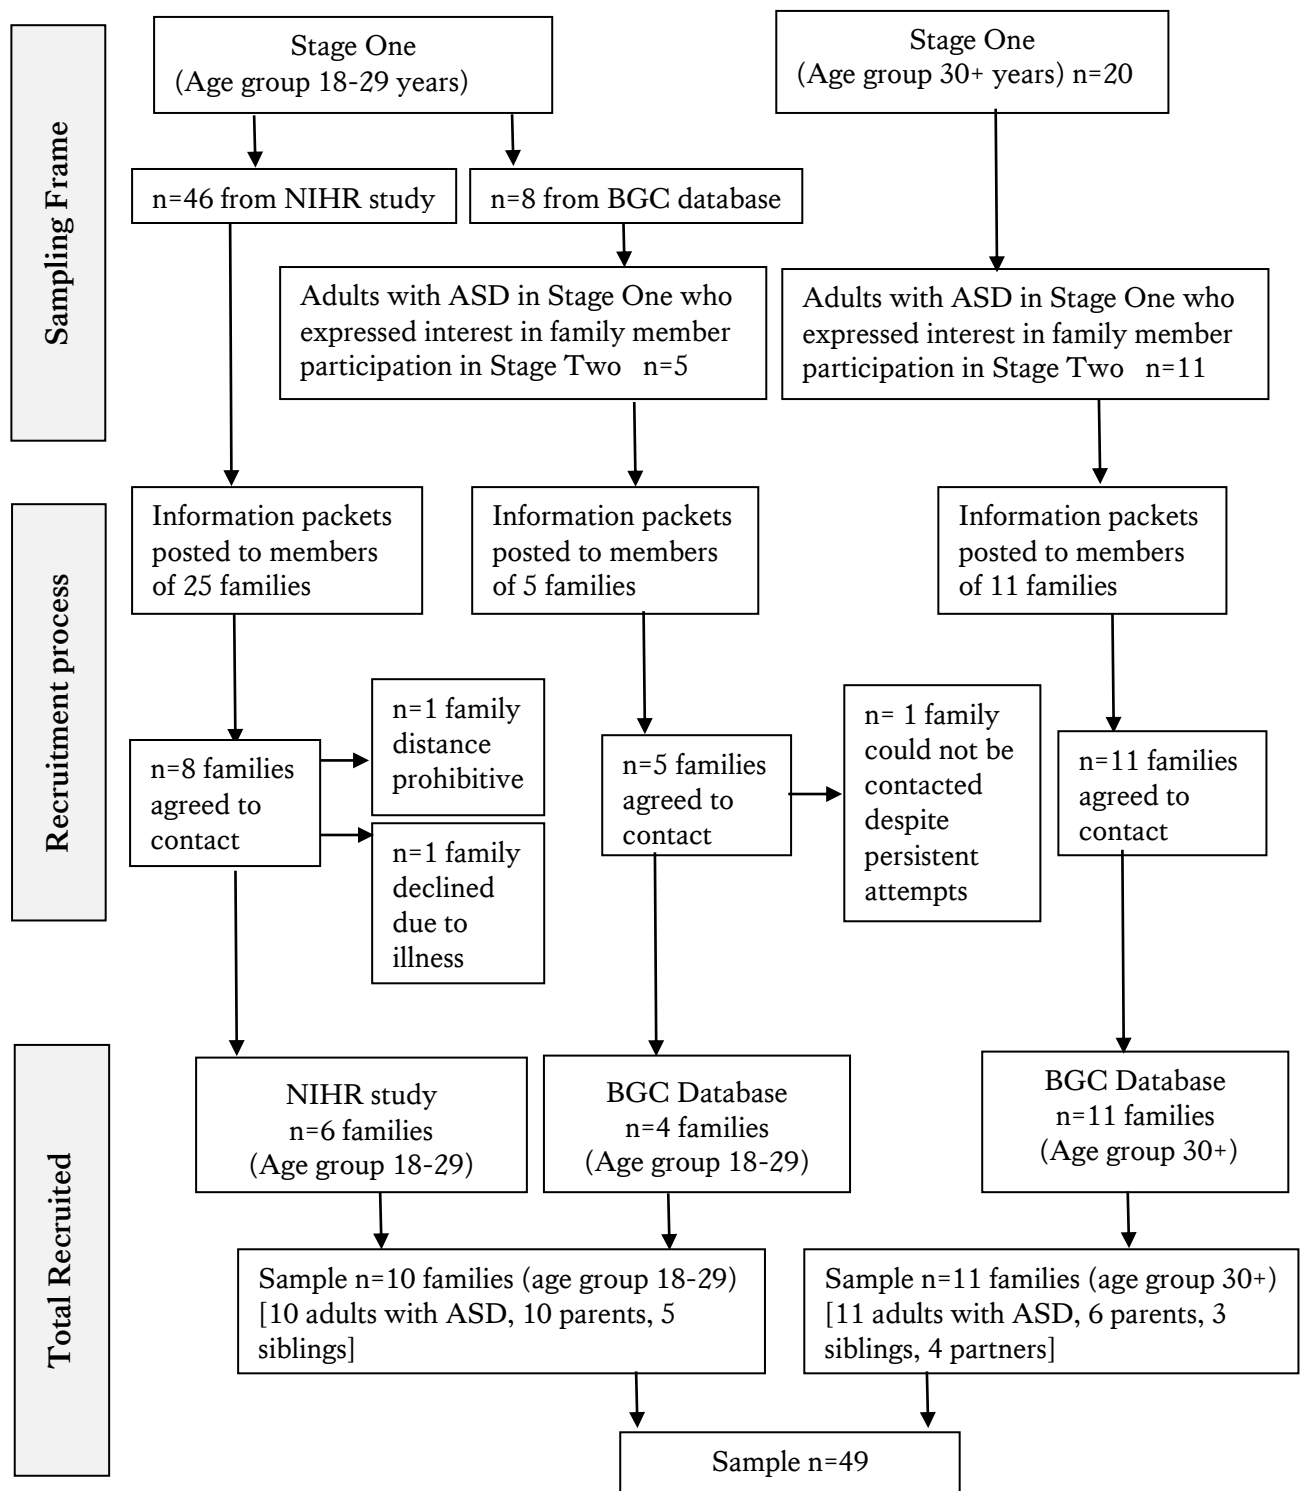 Sampling Frame
Stage One
(Age group 18-29 years)
Stage One
(Age group 30+ years) n=20
n=46 from NIHR study
n=8 from BGC database
Adults with ASD in Stage One who
expressed interest in family member
participation in Stage Two n=5
Adults with ASD in Stage One who
expressed interest in family member
participation in Stage Two n=11
Recruitment process
Information packets
posted to members
of 25 families
Information packets
posted to members
of 5 families
Information packets
posted to members
of 11 families
n=8 families
agreed to
contact
n=1 family
distance
prohibitive
n=1 family
declined
due to
illness
n=5 families
agreed to
contact
n= 1 family
could not be
contacted
despite
persistent
attempts
n=11 families
agreed to
contact
Total Recruited
NIHR study
n=6 families
(Age group 18-29)
BGC Database
n=4 families
(Age group 18-29)
BGC Database
n=11 families
(Age group 30+)
Sample n=10 families (age group 18-29)
[10 adults with ASD, 10 parents, 5
siblings]
Sample n=11 families (age group 30+)
[11 adults with ASD, 6 parents, 3
siblings, 4 partners]
Sample n=49